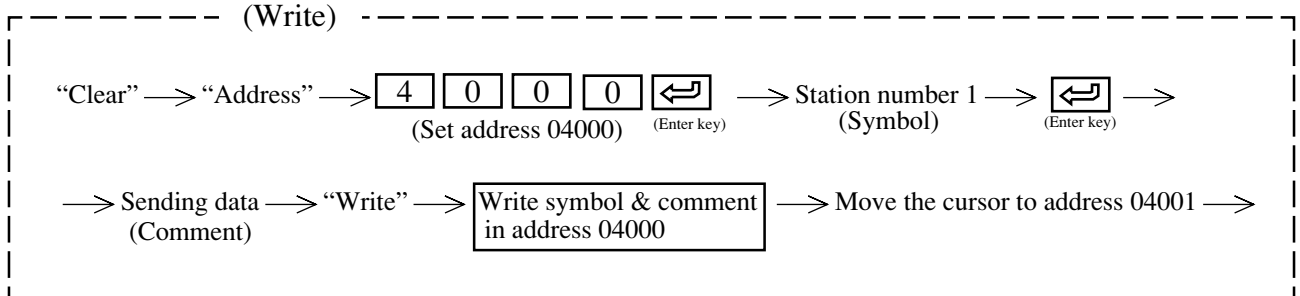 (Write)
“Clear” “Address” 4 0 0 0 Station number 1
(Set address 04000) (Enter key) (Symbol) (Enter key)
Sending data “Write” Write symbol & comment Move the cursor to address 04001
(Comment) in address 04000